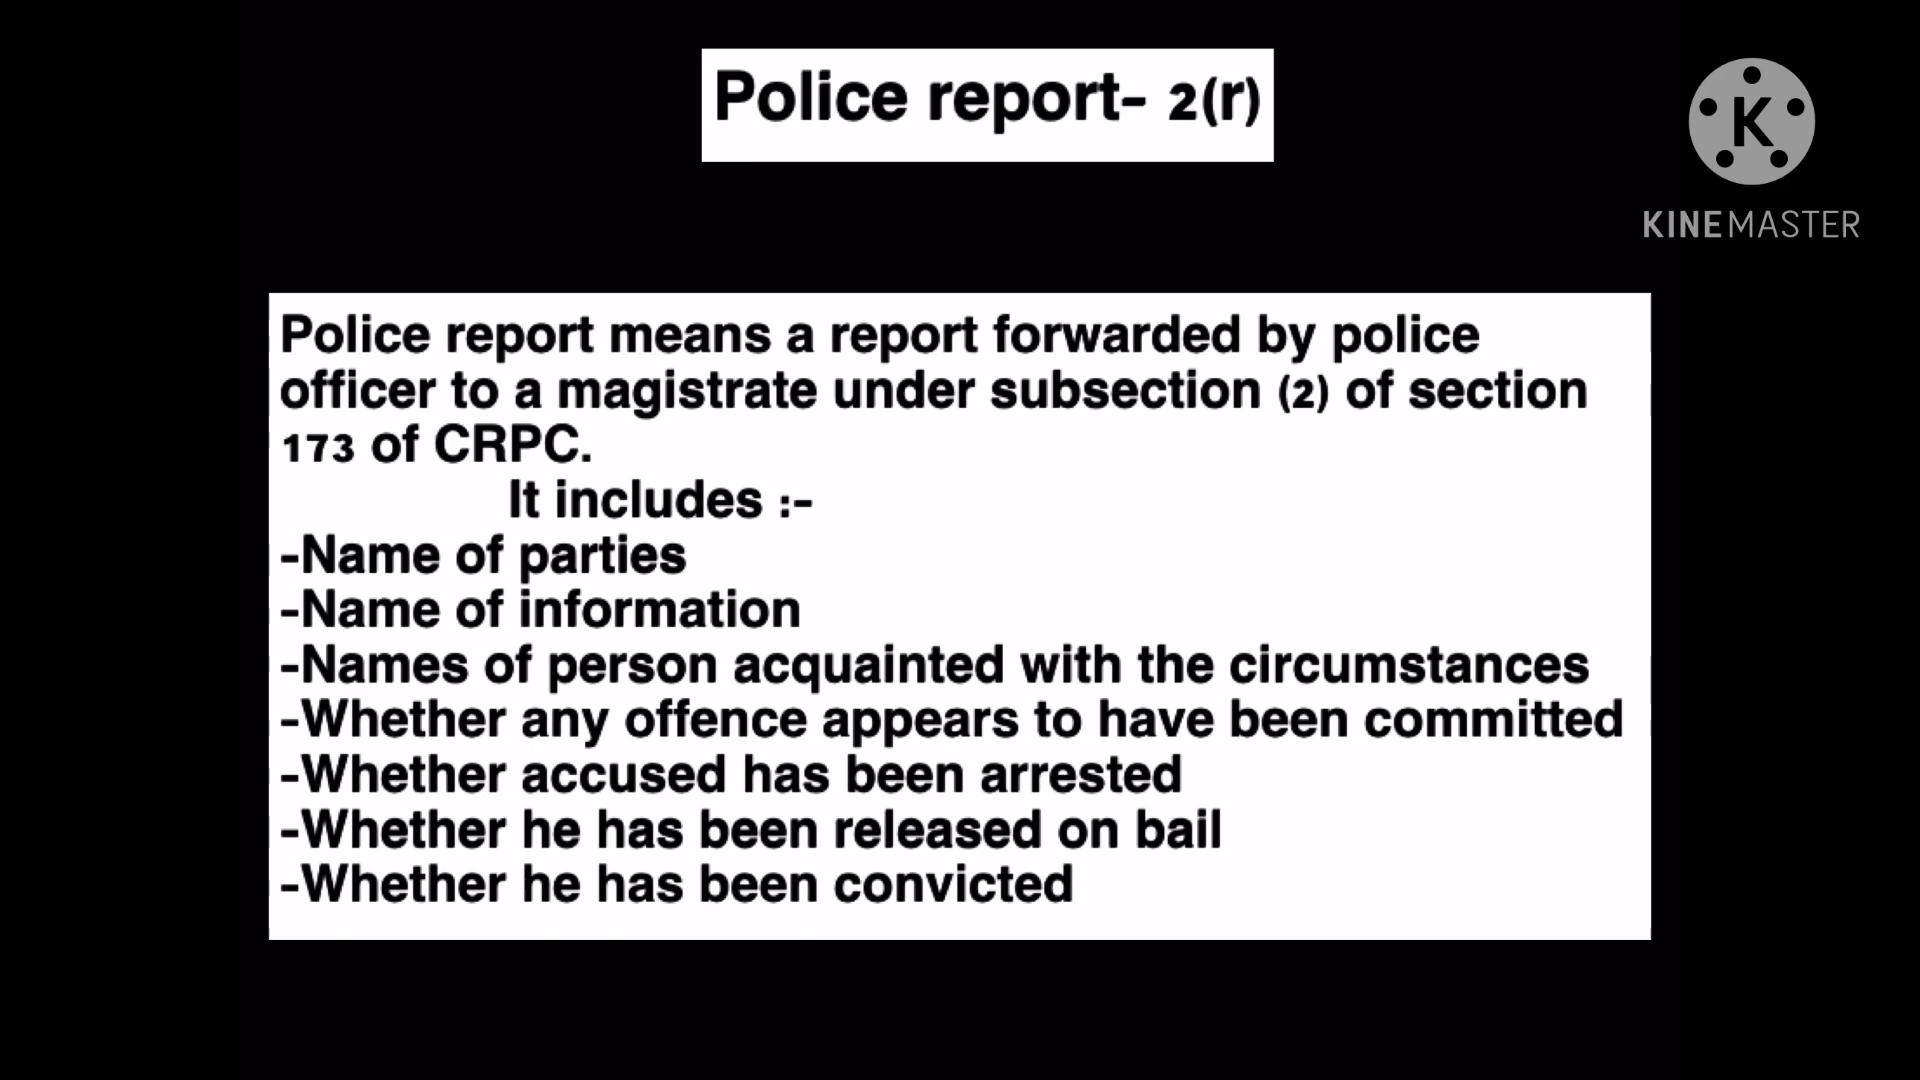 Police report- 2(r)
K
KINEMASTER
Police report means a report forwarded by police
officer to a magistrate under subsection (2) of section
173 of CRPC.
It includes :-
-Name of parties
-Name of information
-Names of person acquainted with the circumstances
-Whether any offence appears to have been committed
-Whether accused has been arrested
-Whether he has been released on bail
-Whether he has been convicted